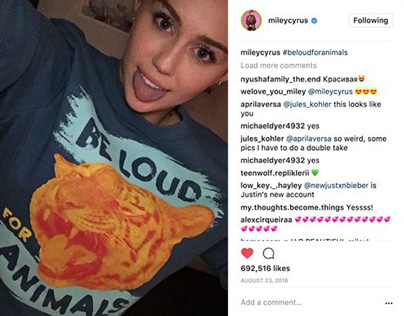 BE LOUD
FOR
ANIMALS
mileycyrus
Following
mileycyrus #beloudforanimals
Load more comments
nyushafamily_the.end Красивая😻
welove_you_miley @mileycyrus 😍😍😍
aprilaversa @jules_kohler this looks like
you
michaeldyer4932 yes
jules_kohler @aprilaversa so weird, some
pics I have to do a double take
michaeldyer4932 yes
teenwolf.repliklerii 💚
low_key._.hayley @newjustxnbieber is
Justin's new account
my.thoughts.become.things Yessss!
alexcirqueiraa 💞💞💞💞💞💞💞💞💞💞💞💞💞
💞💞💞💞💞
692,516 likes
AUGUST 23, 2016
Add a comment...